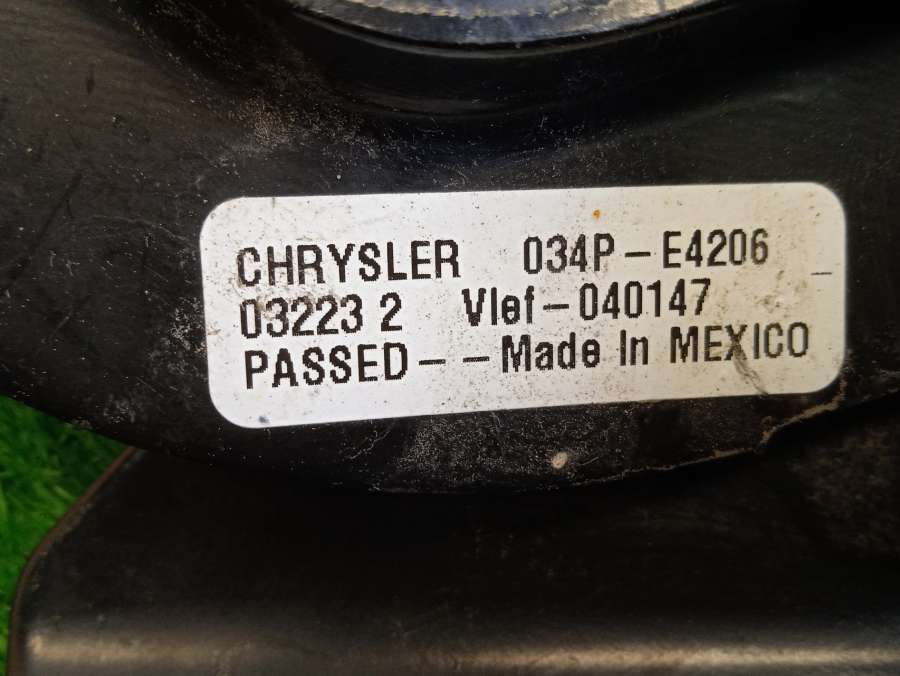 CHRYSLER 034P-E4206
03223 2 Vlef-040147
PASSED--Made In MEXICO